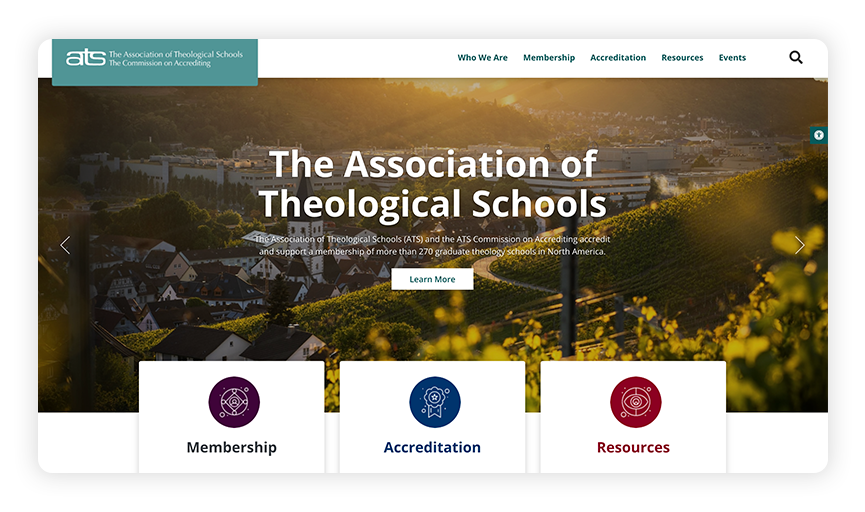 ats The Association of Theological Schools
The Commission on Accrediting
Who We Are Membership Accreditation Resources Events
The Association of
Theological Schools
The Association of Theological Schools (ATS) and the ATS Commission on Accrediting accredit
and support a membership of more than 270 graduate theology schools in North America.
Learn More
Membership Accreditation Resources